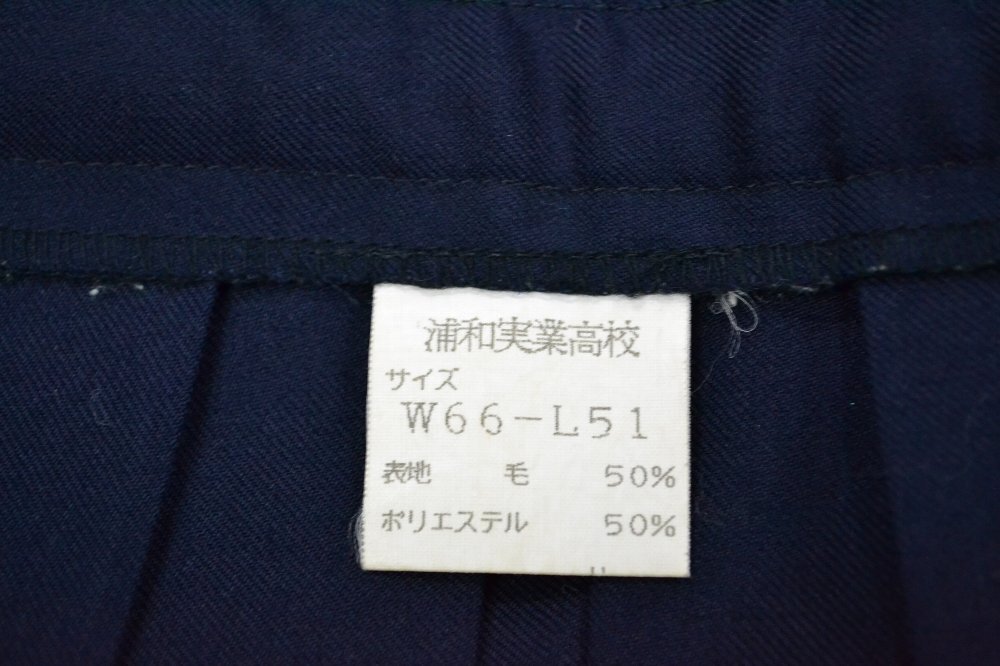 浦和実業高校
サイズ
W66-L51
表地 毛 50%
ポリエステル 50%